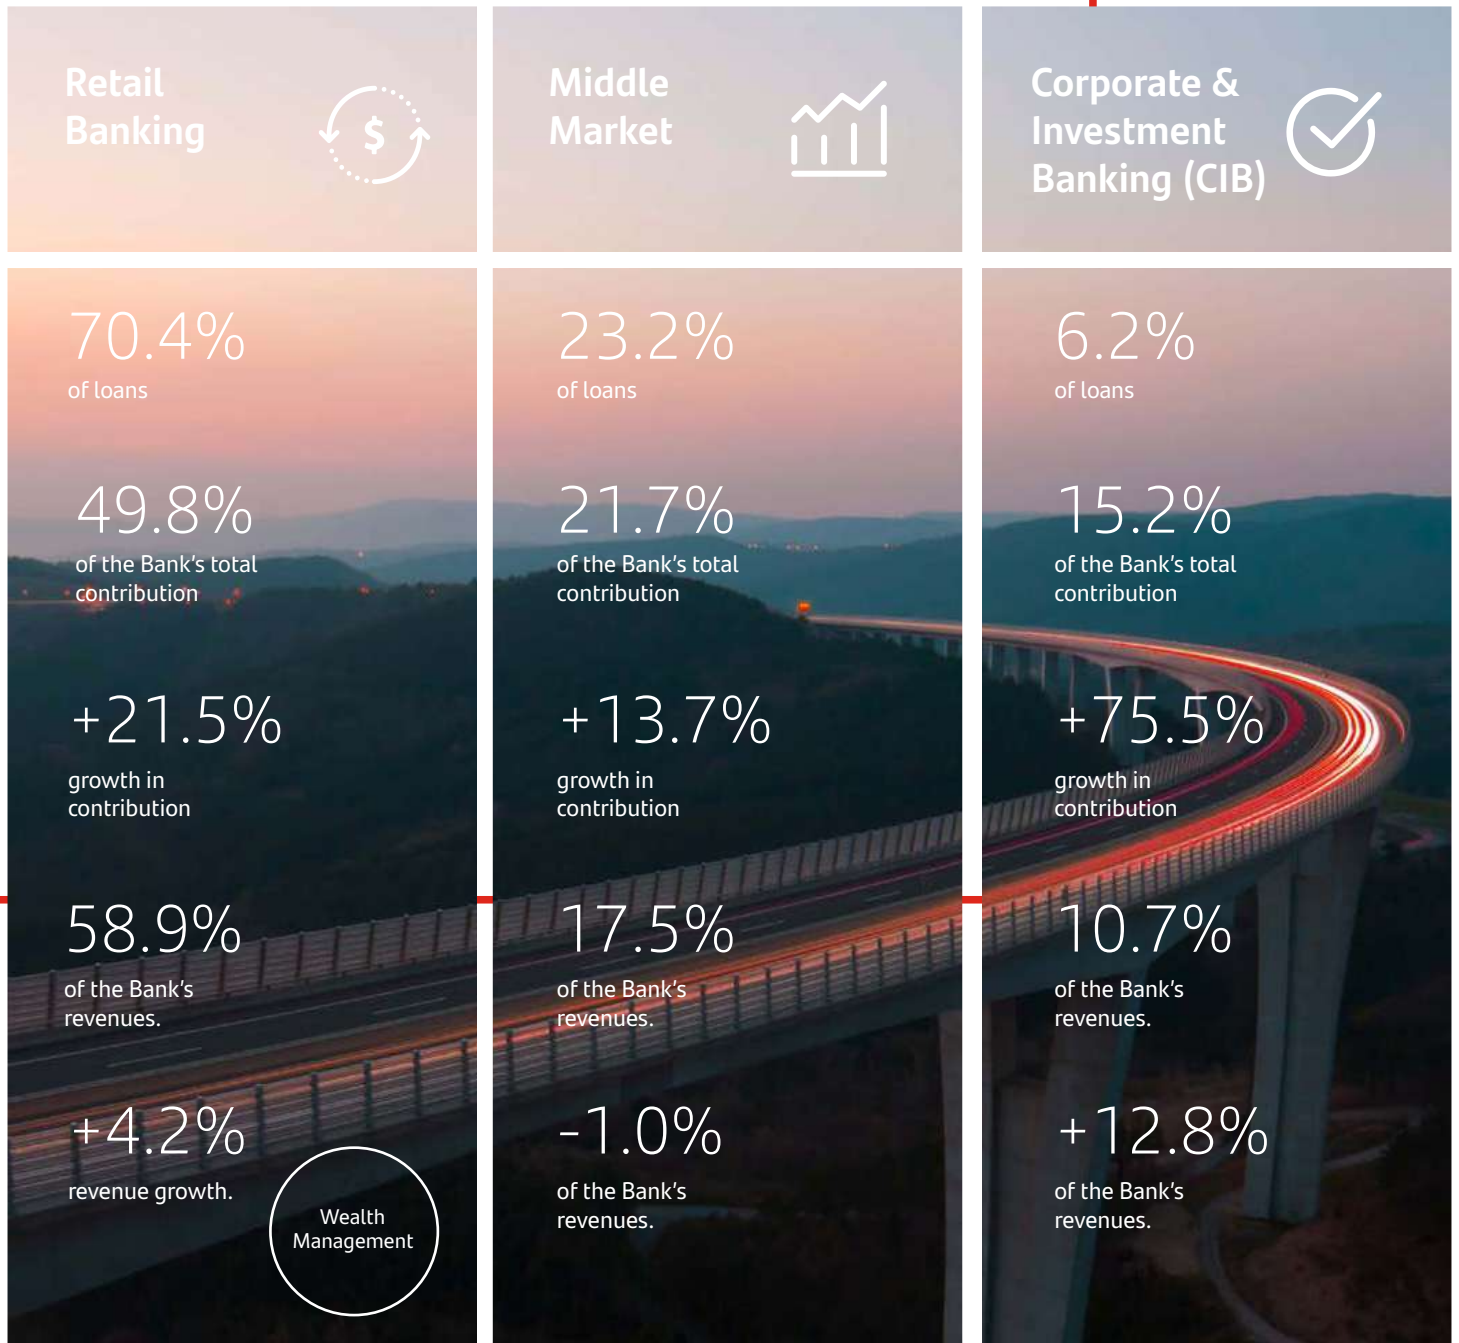 Retail
Banking
$
70.4%
of loans
49.8%
of the Bank's total
contribution
+21.5%
growth in
contribution
58.9%
of the Bank's
revenues.
+4.2%
revenue growth.
Wealth
Management
Middle
Market
23.2%
of loans
21.7%
of the Bank's total
contribution
+13.7%
growth in
contribution
17.5%
of the Bank's
revenues.
-1.0%
of the Bank's
revenues.
Corporate &
Investment
Banking (CIB)
6.2%
of loans
15.2%
of the Bank's total
contribution
+75.5%
growth in
contribution
10.7%
of the Bank's
revenues.
+12.8%
of the Bank's
revenues.